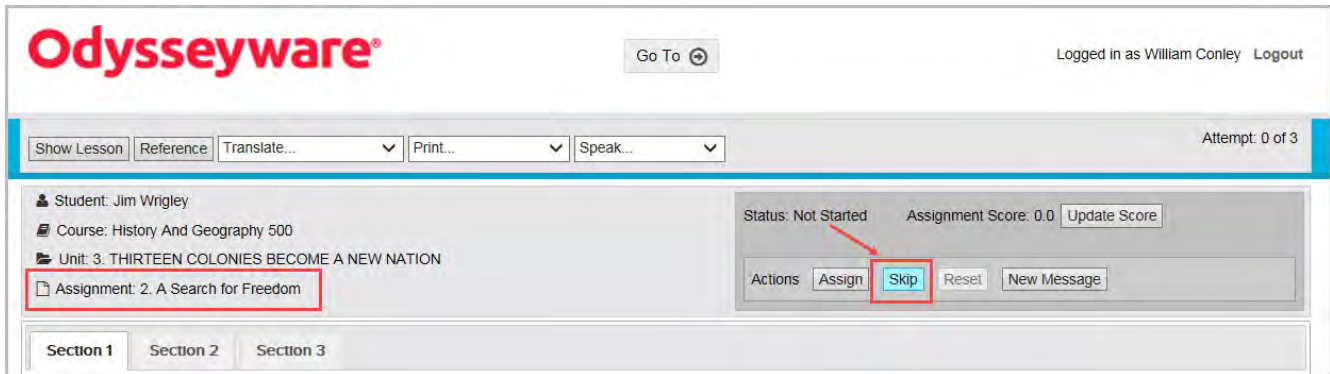 Odysseyware®
Go To
Logged in as William Conley Logout
Show Lesson Reference Translate... Print... Speak...
Attempt: 0 of 3
Student: Jim Wrigley
Course: History And Geography 500
Unit: 3. THIRTEEN COLONIES BECOME A NEW NATION
Assignment: 2. A Search for Freedom
Status: Not Started Assignment Score: 0.0 Update Score
Actions Assign Skip Reset New Message
Section 1 Section 2 Section 3